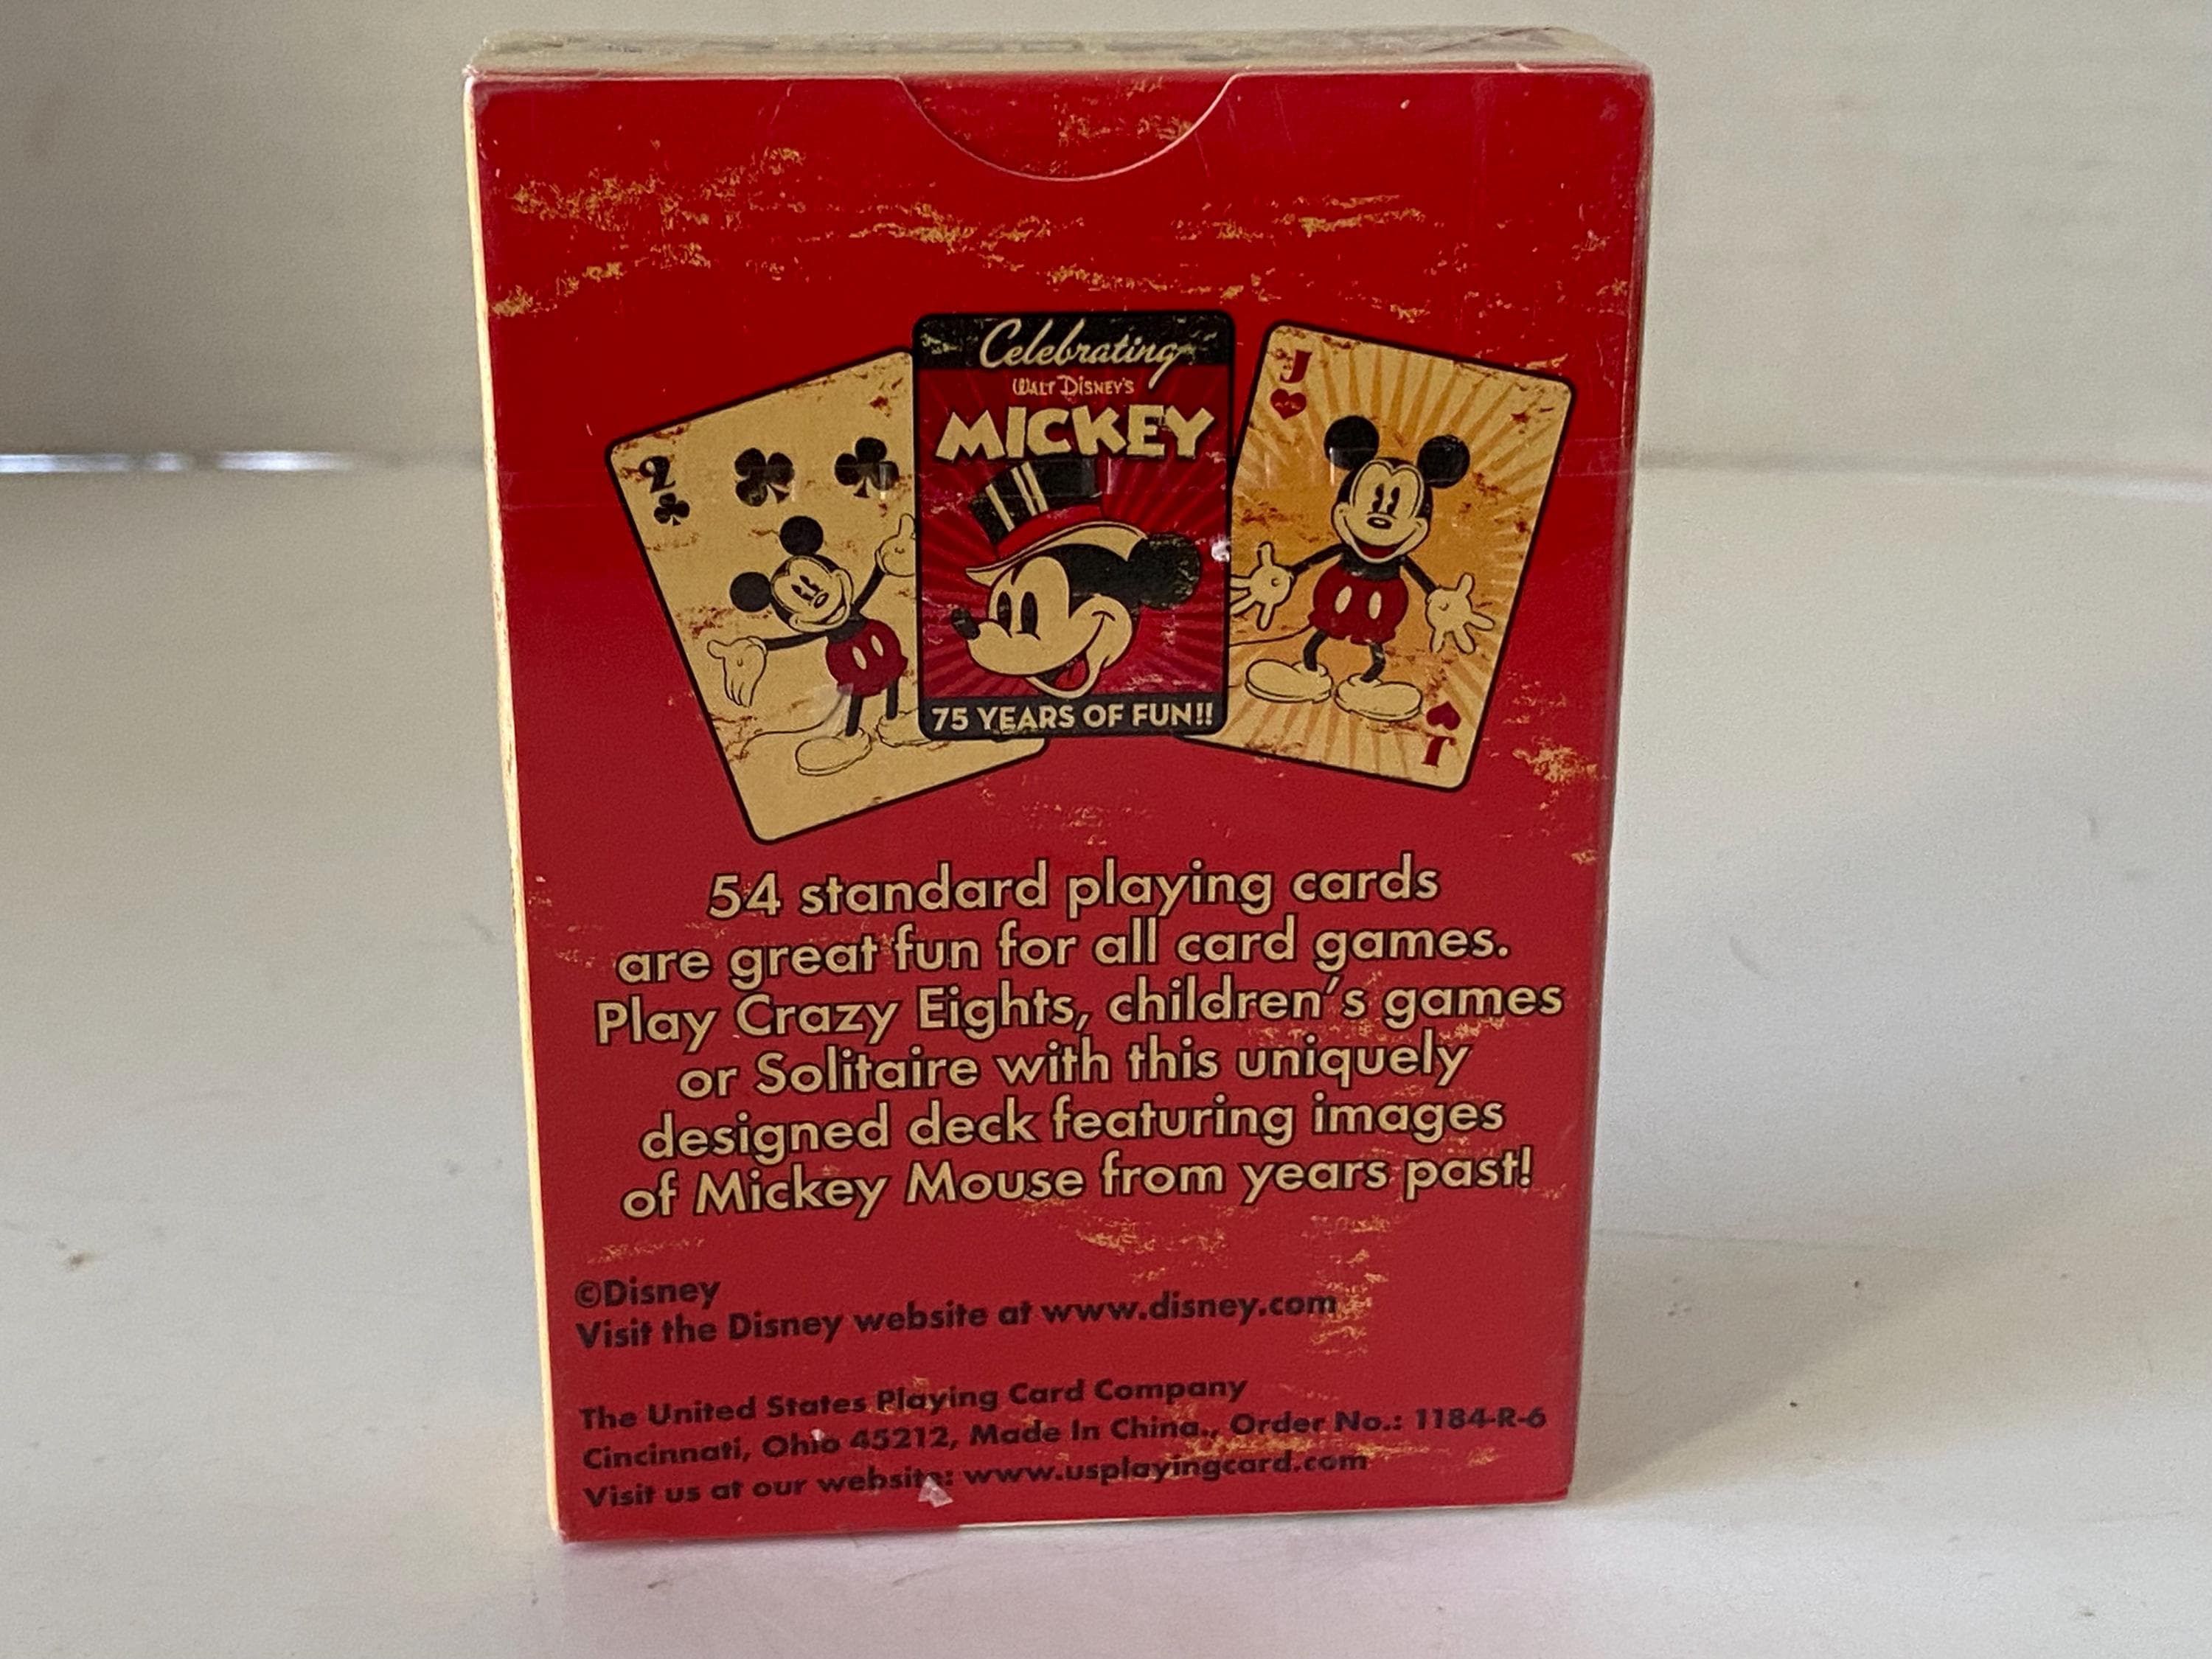 Celebrating
WALT DISNEY'S
MICKEY
75 YEARS OF FUN!!
2
J
J
54 standard playing cards
are great fun for all card games.
Play Crazy Eights, children's games
or Solitaire with this uniquely
designed deck featuring images
of Mickey Mouse from years past!
©Disney
Visit the Disney website at www.disney.com
The United States Playing Card Company
Cincinnati, Ohio 45212, Made In China., Order No.: 1184-R-6
Visit us at our website: www.usplayingcard.com